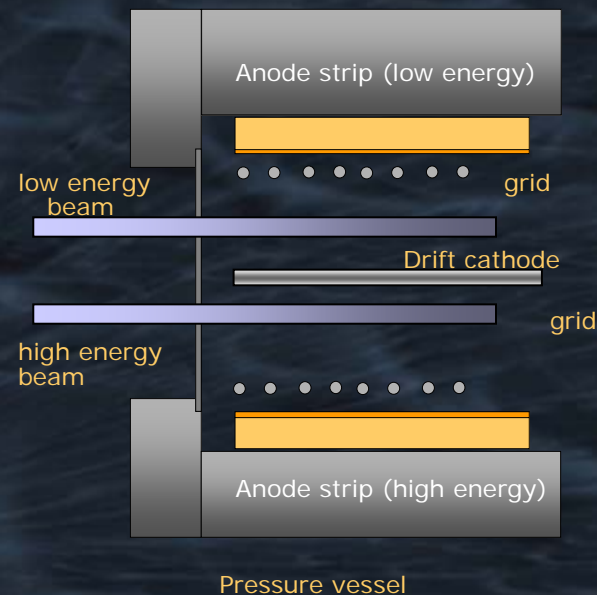 Anode strip (low energy)
low energy
beam
grid
Drift cathode
grid
high energy
beam
Anode strip (high energy)
Pressure vessel